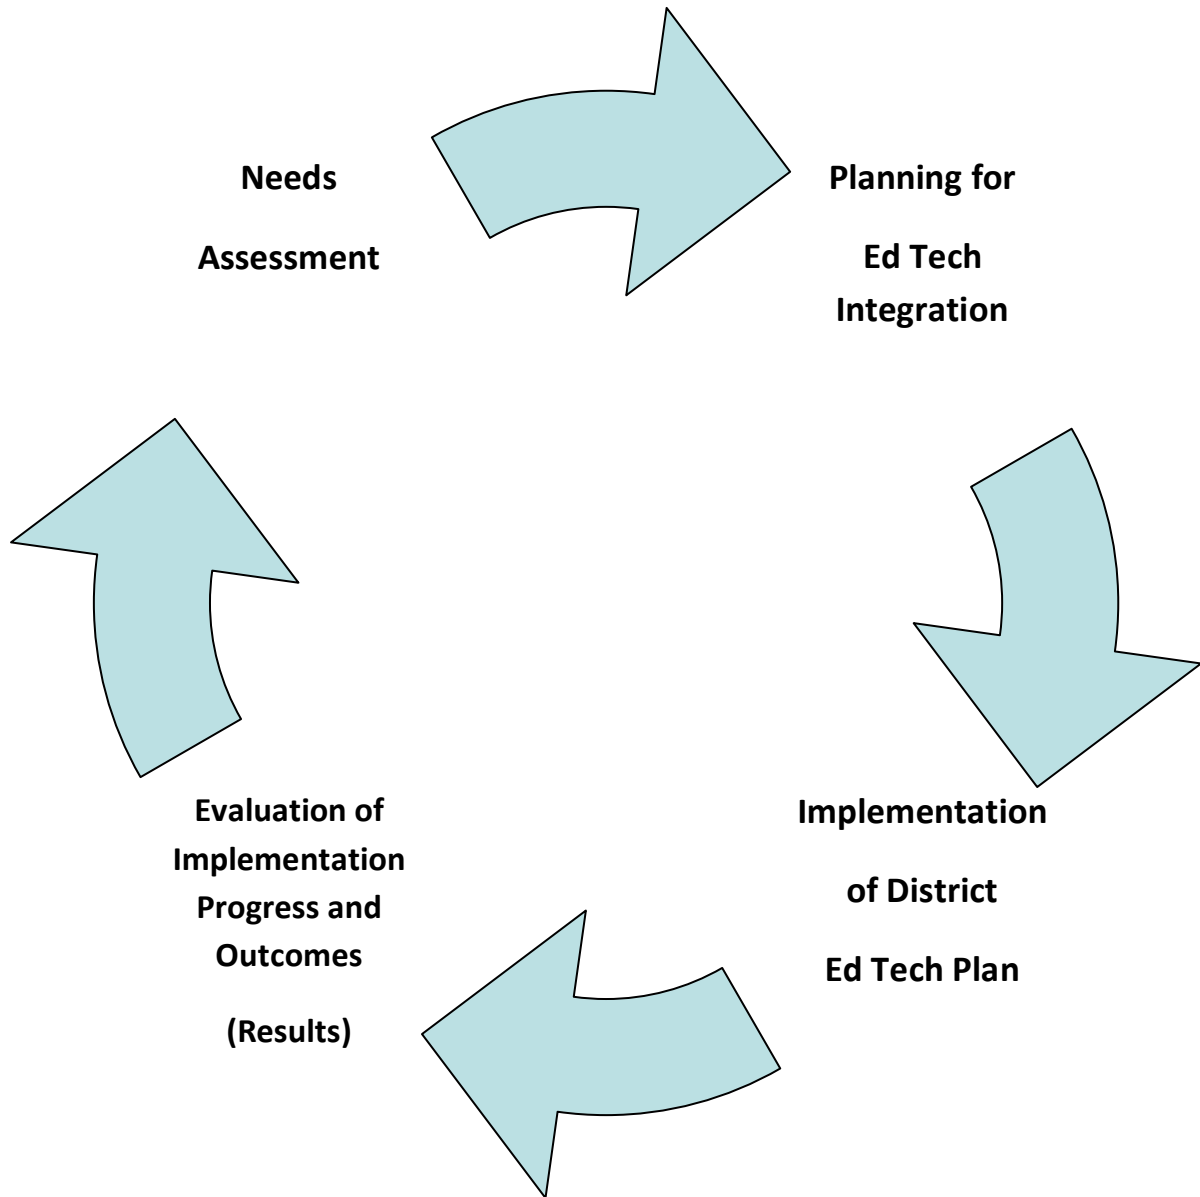 Needs
Assessment
Planning for
Ed Tech
Integration
Implementation
of District
Ed Tech Plan
Evaluation of
Implementation
Progress and
Outcomes
(Results)